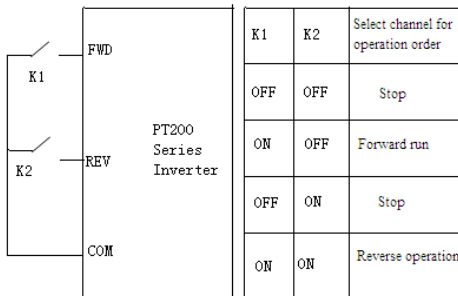 FWD
K1
K2
REV
COM
PT200
Series
Inverter
K1 K2 Select channel for
operation order
OFF OFF Stop
ON OFF Forward run
OFF ON Stop
ON ON Reverse operation